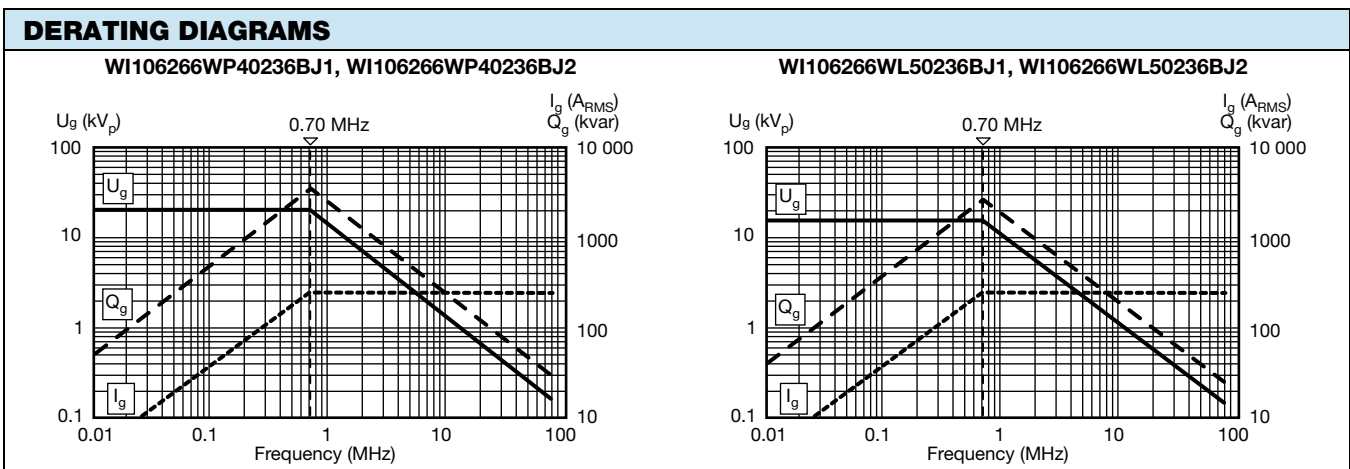 DERATING DIAGRAMS
WI106266WP40236BJ1, WI106266WP40236BJ2
Ug (kVp)
0.70 MHz
Ig (ARMS)
Qg (kvar)
100
10
1
0.1
10 000
1000
100
10
Ug
Qg
Ig
0.01
0.1
1
10
100
Frequency (MHz)
WI106266WL50236BJ1, WI106266WL50236BJ2
Ug (kVp)
0.70 MHz
Ig (ARMS)
Qg (kvar)
100
10
1
0.1
10 000
1000
100
10
Ug
Qg
Ig
0.01
0.1
1
10
100
Frequency (MHz)